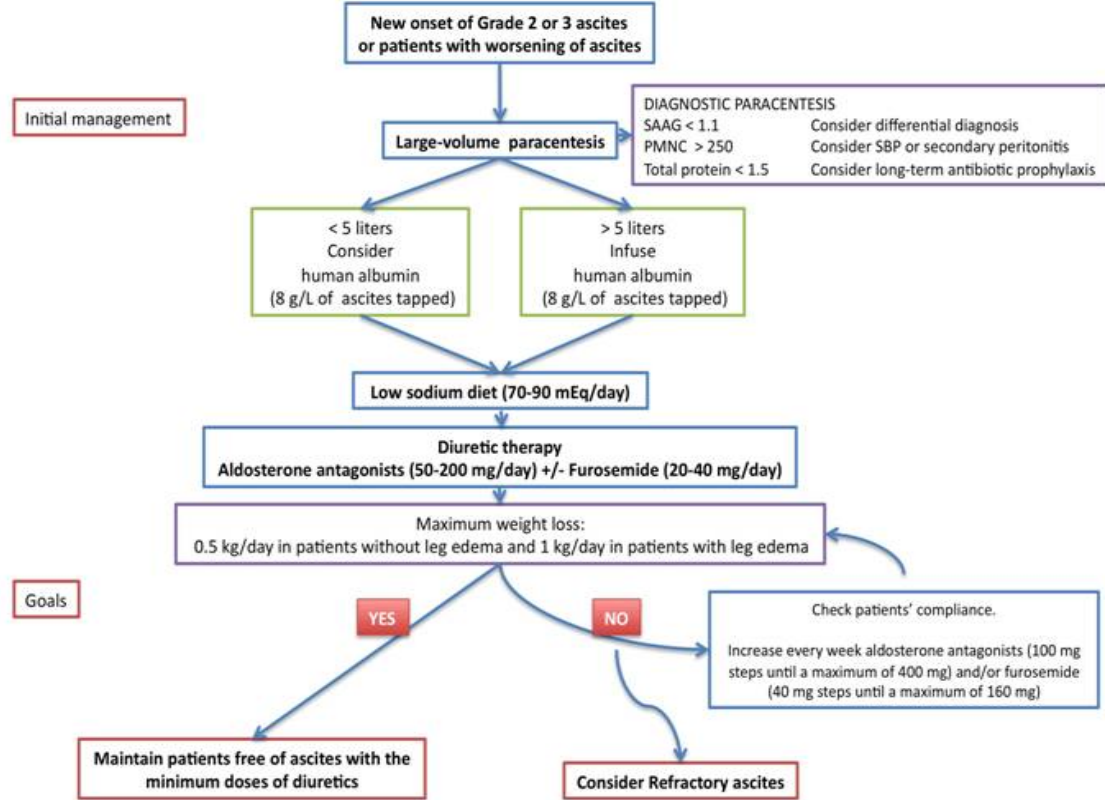 New onset of Grade 2 or 3 ascites
or patients with worsening of ascites
Initial management
Large-volume paracentesis
DIAGNOSTIC PARACENTESIS
SAAG < 1.1 Consider differential diagnosis
PMNC > 250 Consider SBP or secondary peritonitis
Total protein < 1.5 Consider long-term antibiotic prophylaxis
< 5 liters
Consider
human albumin
(8 g/L of ascites tapped)
> 5 liters
Infuse
human albumin
(8 g/L of ascites tapped)
Low sodium diet (70-90 mEq/day)
Diuretic therapy
Aldosterone antagonists (50-200 mg/day) +/- Furosemide (20-40 mg/day)
Maximum weight loss:
0.5 kg/day in patients without leg edema and 1 kg/day in patients with leg edema
Goals
YES
NO
Check patients' compliance.
Increase every week aldosterone antagonists (100 mg
steps until a maximum of 400 mg) and/or furosemide
(40 mg steps until a maximum of 160 mg)
Maintain patients free of ascites with the
minimum doses of diuretics
Consider Refractory ascites